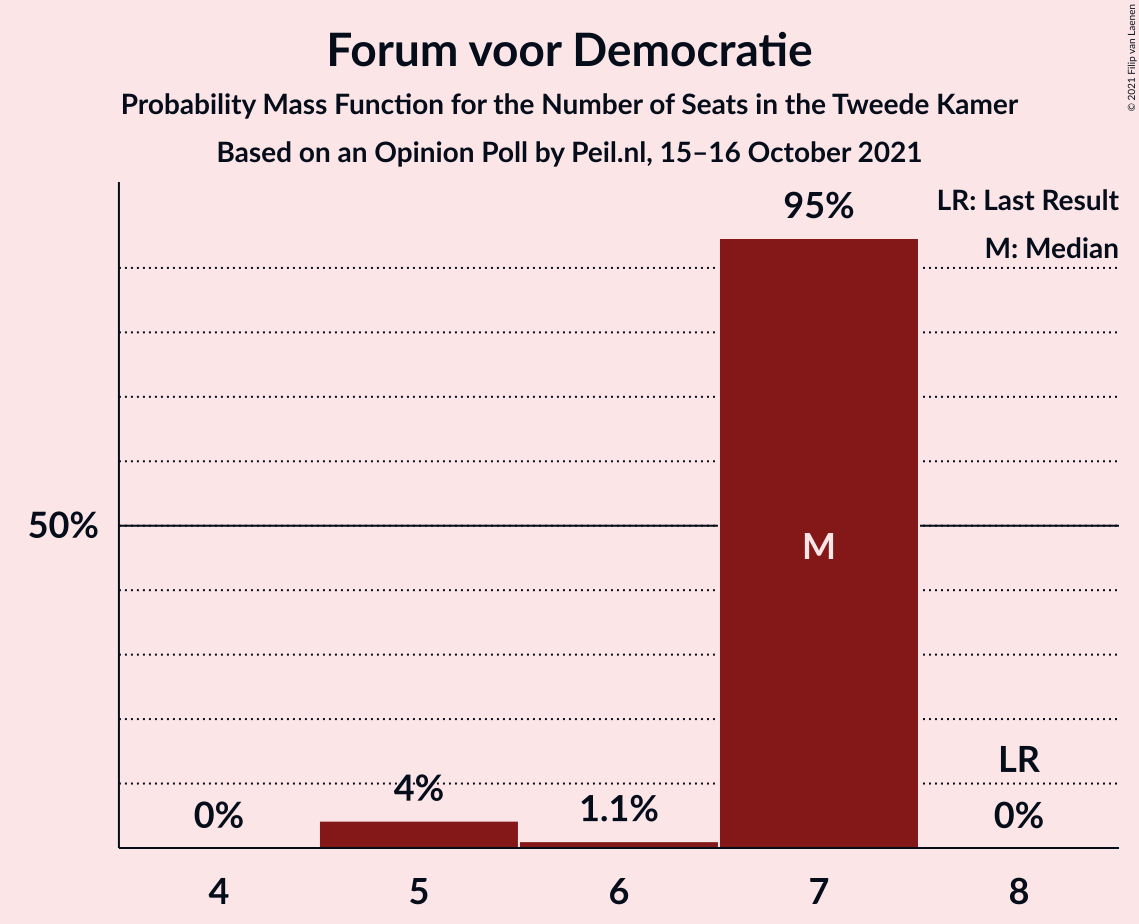 Forum voor Democratie
Probability Mass Function for the Number of Seats in the Tweede Kamer
Based on an Opinion Poll by Peil.nl, 15–16 October 2021
© 2021 Filip van Laenen
LR: Last Result
M: Median
95%
50%
M
LR
0%
4%
1.1%
0%
4
5
6
7
8